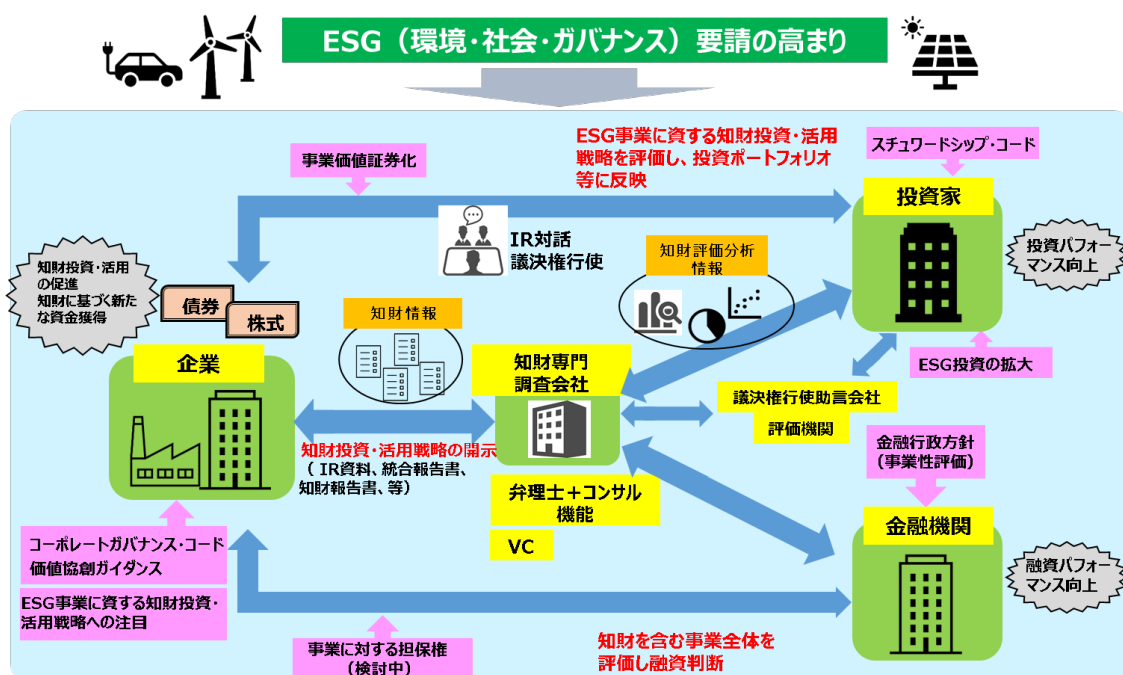 ESG（環境・社会・ガバナンス）要請の高まり
事業価値証券化
ESG事業に資する知財投資・活用
戦略を評価し、投資ポートフォリオ
等に反映
スチュワードシップ・コード
投資家
IR対話
議決権行使
知財評価分析
情報
投資パフォー
マンス向上
知財投資・活用
の促進
知財に基づく新た
な資金獲得
債券
株式
知財情報
企業
知財専門
調査会社
ESG投資の拡大
議決権行使助言会社
評価機関
知財投資・活用戦略の開示
（IR資料、統合報告書、
知財報告書、等）
金融行政方針
（事業性評価）
弁理士＋コンサル
機能
VC
金融機関
コーポレートガバナンス・コード
価値協創ガイダンス
ESG事業に資する知財投資・
活用戦略への注目
融資パフォー
マンス向上
事業に対する担保権
（検討中）
知財を含む事業全体を
評価し融資判断